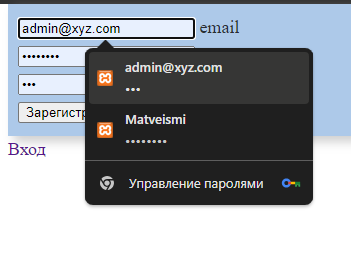 admin@xyz.com email
••••••••
admin@xyz.com
•••
•••
Matveismi
••••••••
Зарегистр
Управление паролями
Вход